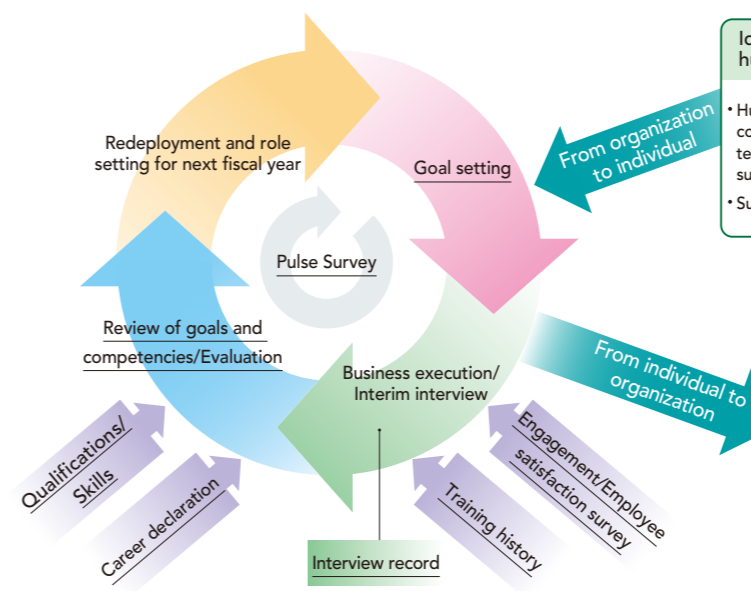 Redeployment and role
setting for next fiscal year
Goal setting
From organization
to individual
Pulse Survey
Review of goals and
competencies/Evaluation
Business execution/
Interim interview
From individual to
organization
Qualifications/
Skills
Career declaration
Interview record
Training history
Engagement/Employee
satisfaction survey